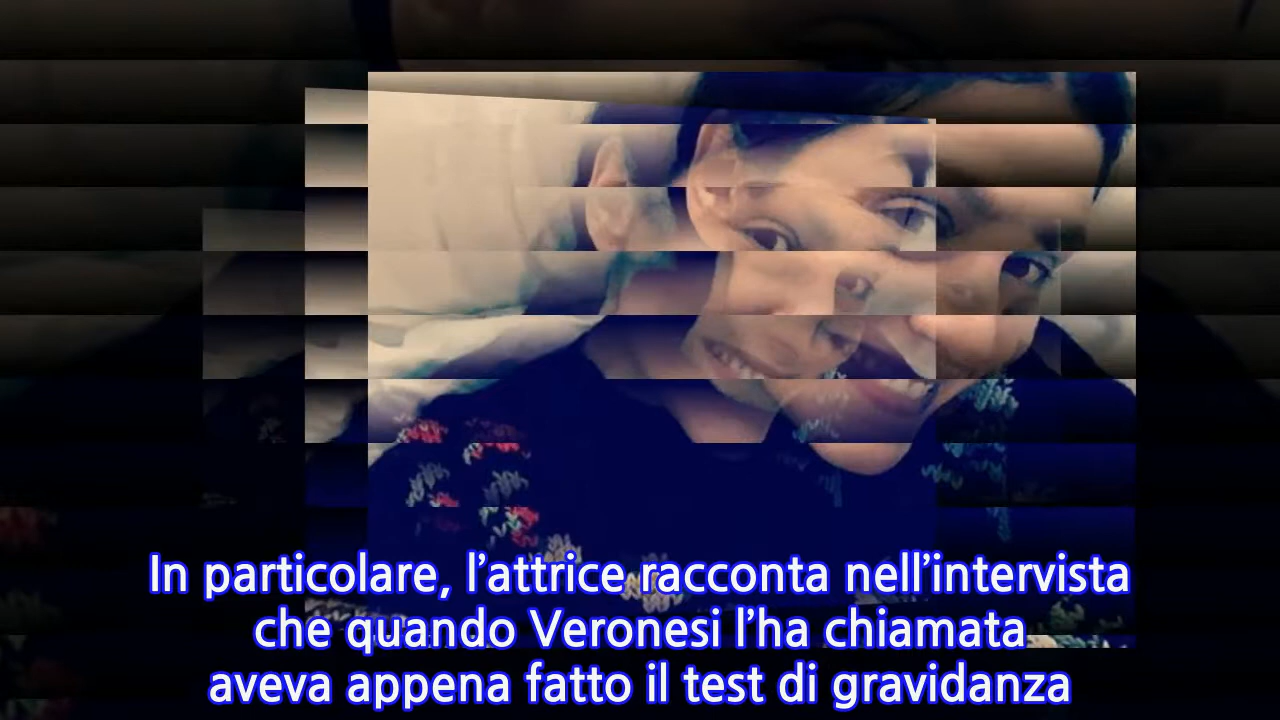 In particolare, l’attrice racconta nell’intervista
che quando Veronesi l’ha chiamata
aveva appena fatto il test di gravidanza